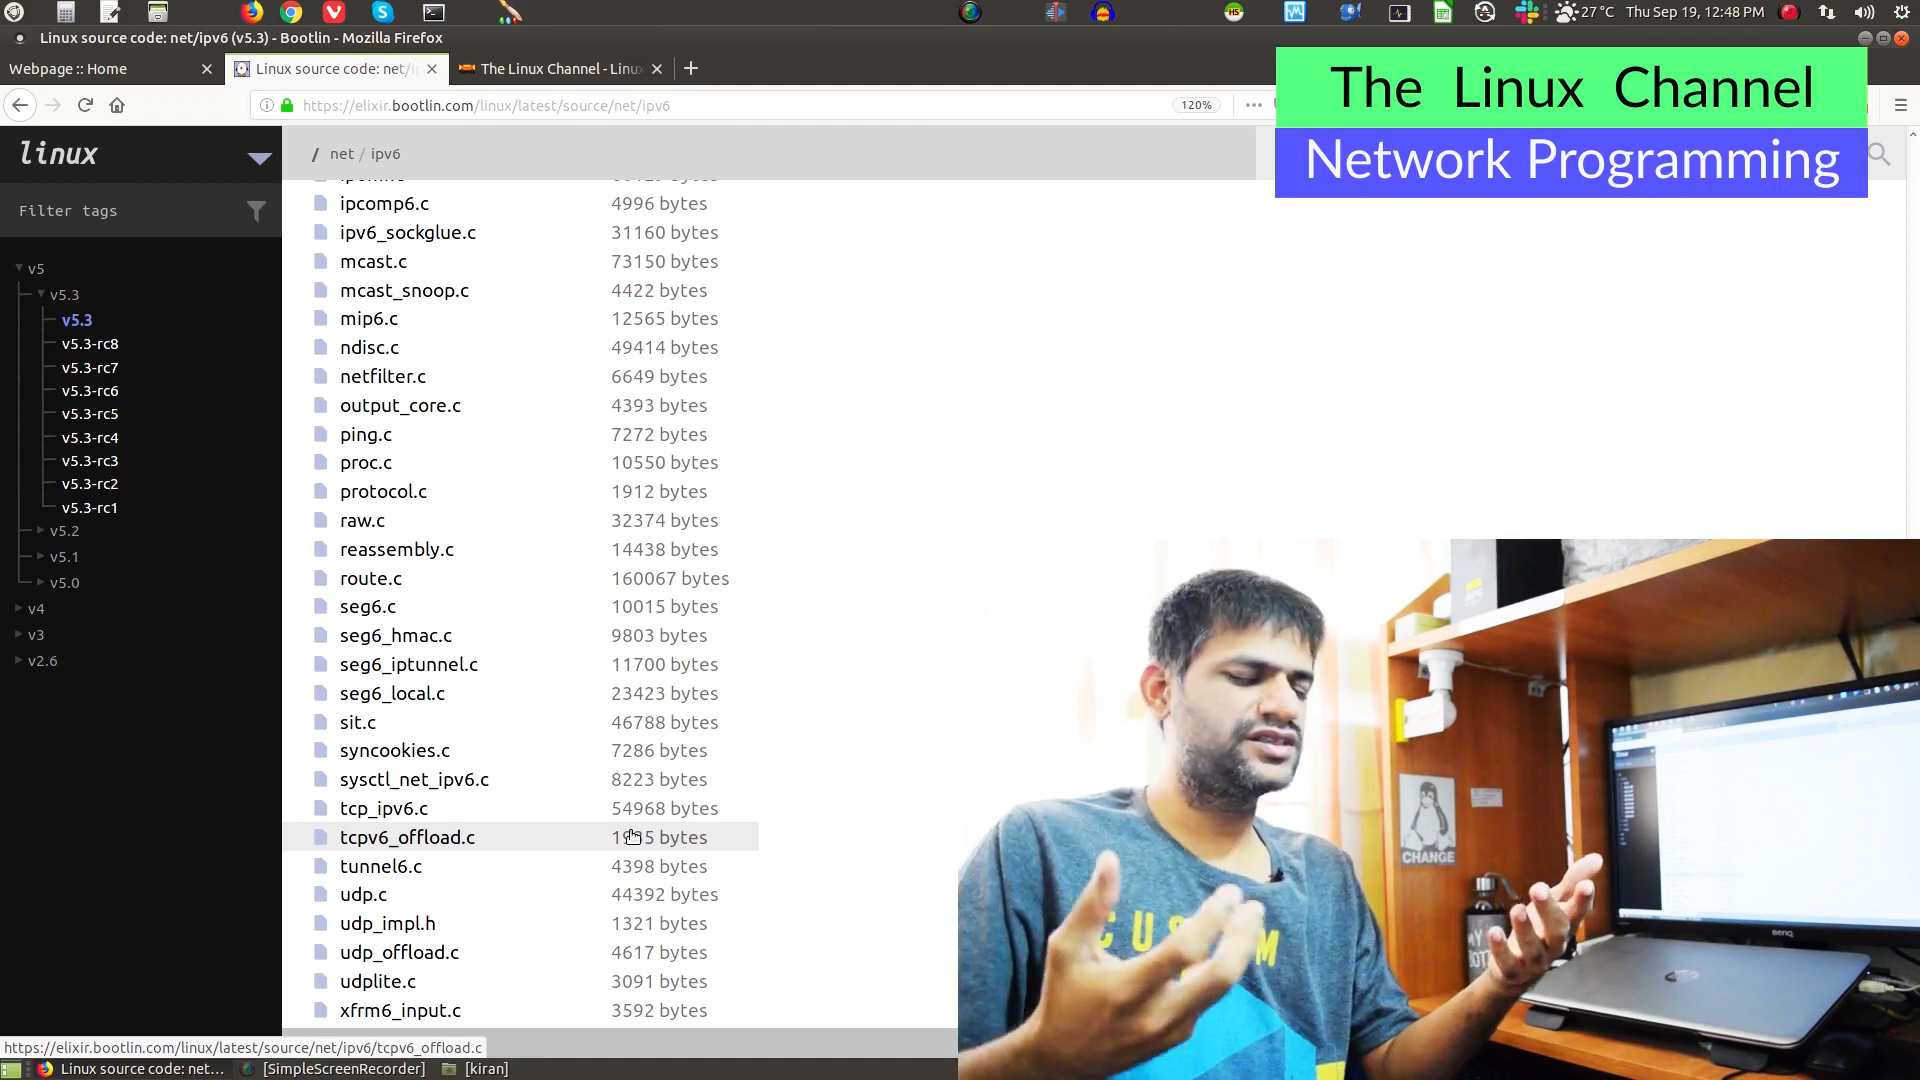 27 °C Thu Sep 19, 12:48 PM
Linux source code: net/ipv6 (v5.3) - Bootlin - Mozilla Firefox
Webpage :: Home
Linux source code: net/i
The Linux Channel - Linux
https://elixir.bootlin.com/linux/latest/source/net/ipv6
120%
The Linux Channel
Network Programming
linux
/ net / ipv6
Filter tags
v5
v5.3
v5.3
v5.3-rc8
v5.3-rc7
v5.3-rc6
v5.3-rc5
v5.3-rc4
v5.3-rc3
v5.3-rc2
v5.3-rc1
v5.2
v5.1
v5.0
v4
v3
v2.6
ipcomp6.c 4996 bytes
ipv6_sockglue.c 31160 bytes
mcast.c 73150 bytes
mcast_snoop.c 4422 bytes
mip6.c 12565 bytes
ndisc.c 49414 bytes
netfilter.c 6649 bytes
output_core.c 4393 bytes
ping.c 7272 bytes
proc.c 10550 bytes
protocol.c 1912 bytes
raw.c 32374 bytes
reassembly.c 14438 bytes
route.c 160067 bytes
seg6.c 10015 bytes
seg6_hmac.c 9803 bytes
seg6_iptunnel.c 11700 bytes
seg6_local.c 23423 bytes
sit.c 46788 bytes
syncookies.c 7286 bytes
sysctl_net_ipv6.c 8223 bytes
tcp_ipv6.c 54968 bytes
tcpv6_offload.c bytes
tunnel6.c 4398 bytes
udp.c 44392 bytes
udp_impl.h 1321 bytes
udp_offload.c 4617 bytes
udplite.c 3091 bytes
xfrm6_input.c 3592 bytes
APC
CHANGE
BenQ
hp
https://elixir.bootlin.com/linux/latest/source/net/ipv6/tcpv6_offload.c
Linux source code: net...
[SimpleScreenRecorder]
[kiran]